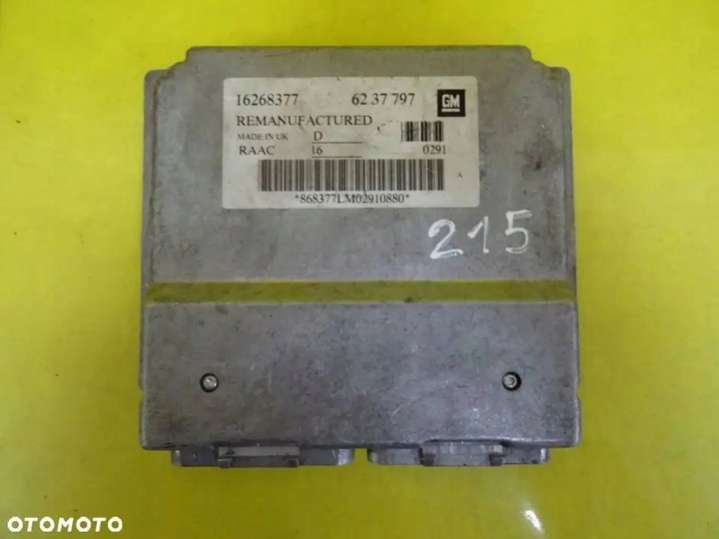 16268377 62 37 797 GM
REMANUFACTURED
MADE IN UK D
RAAC 16 0291
A
*868377LM02910880*
215
OTOMOTO